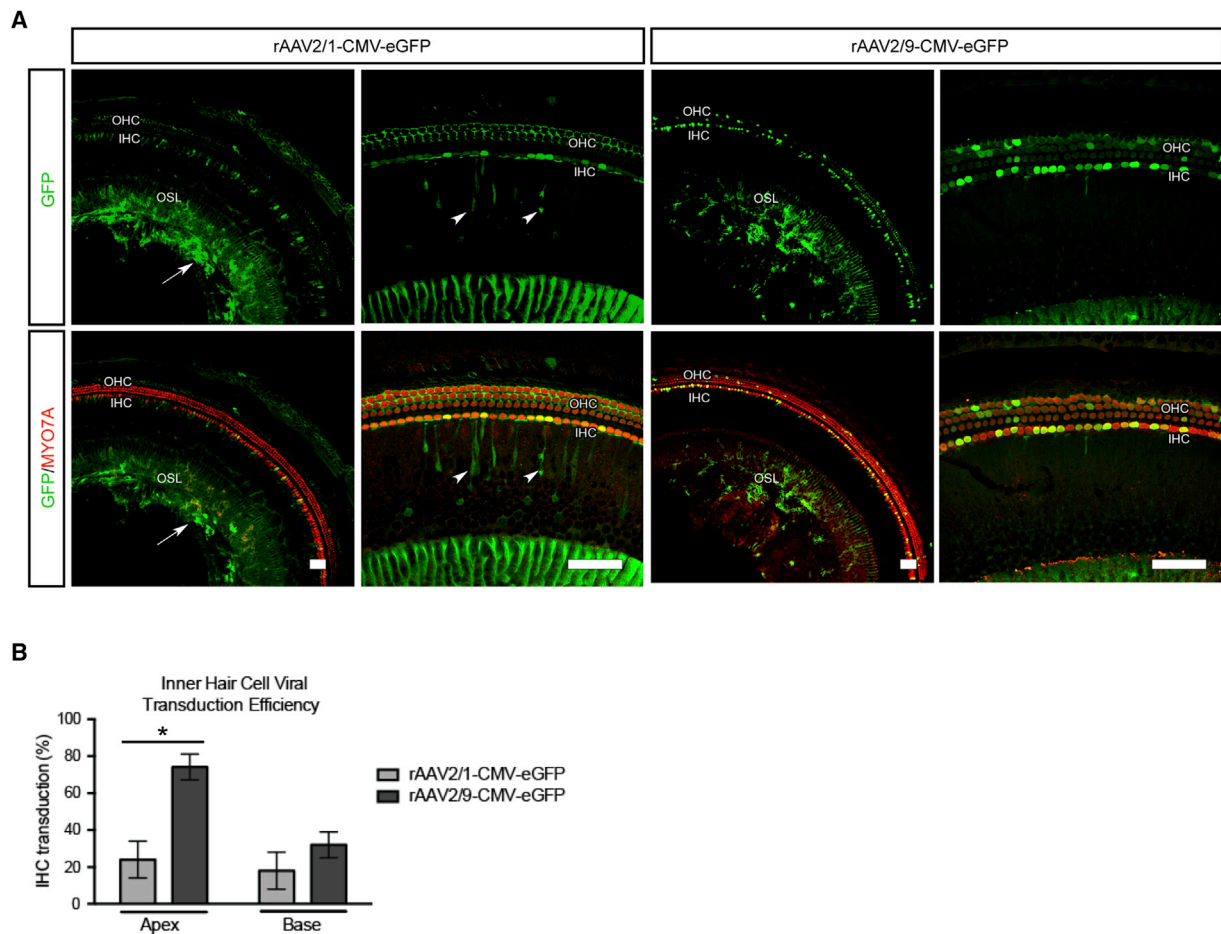 A
rAAV2/1-CMV-eGFP
rAAV2/9-CMV-eGFP
GFP
OHC
IHC
OSL
OHC
IHC
OHC
IHC
OSL
OHC
IHC
GFP/MYO7A
OHC
IHC
OSL
OHC
IHC
OHC
IHC
OSL
OHC
IHC
B
Inner Hair Cell Viral
Transduction Efficiency
IHC transduction (%)
100
80
60
40
20
0
*
Apex
Base
rAAV2/1-CMV-eGFP
rAAV2/9-CMV-eGFP